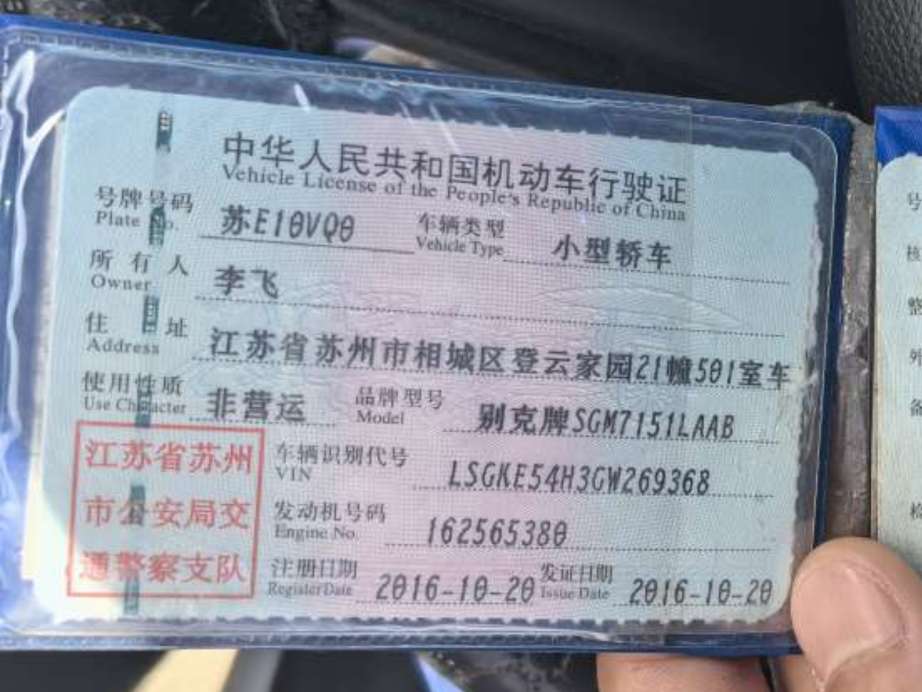 中华人民共和国机动车行驶证
Vehicle License of the People's Republic of China
号牌号码 苏E10VQ0 车辆类型 小型轿车
Plate No. Vehicle Type
所有人 李飞
Owner
住址 江苏省苏州市相城区登云家园21幢501室车
Address
使用性质 非营运 品牌型号 别克牌SGM7151LAAB
Use Character Model
江苏省苏州 车辆识别代号 LSGKE54H3GW269368
VIN
市公安局交 发动机号码 162565380
Engine No.
通警察支队 注册日期 2016-10-20 发证日期 2016-10-20
Register Date Issue Date
号
核
整